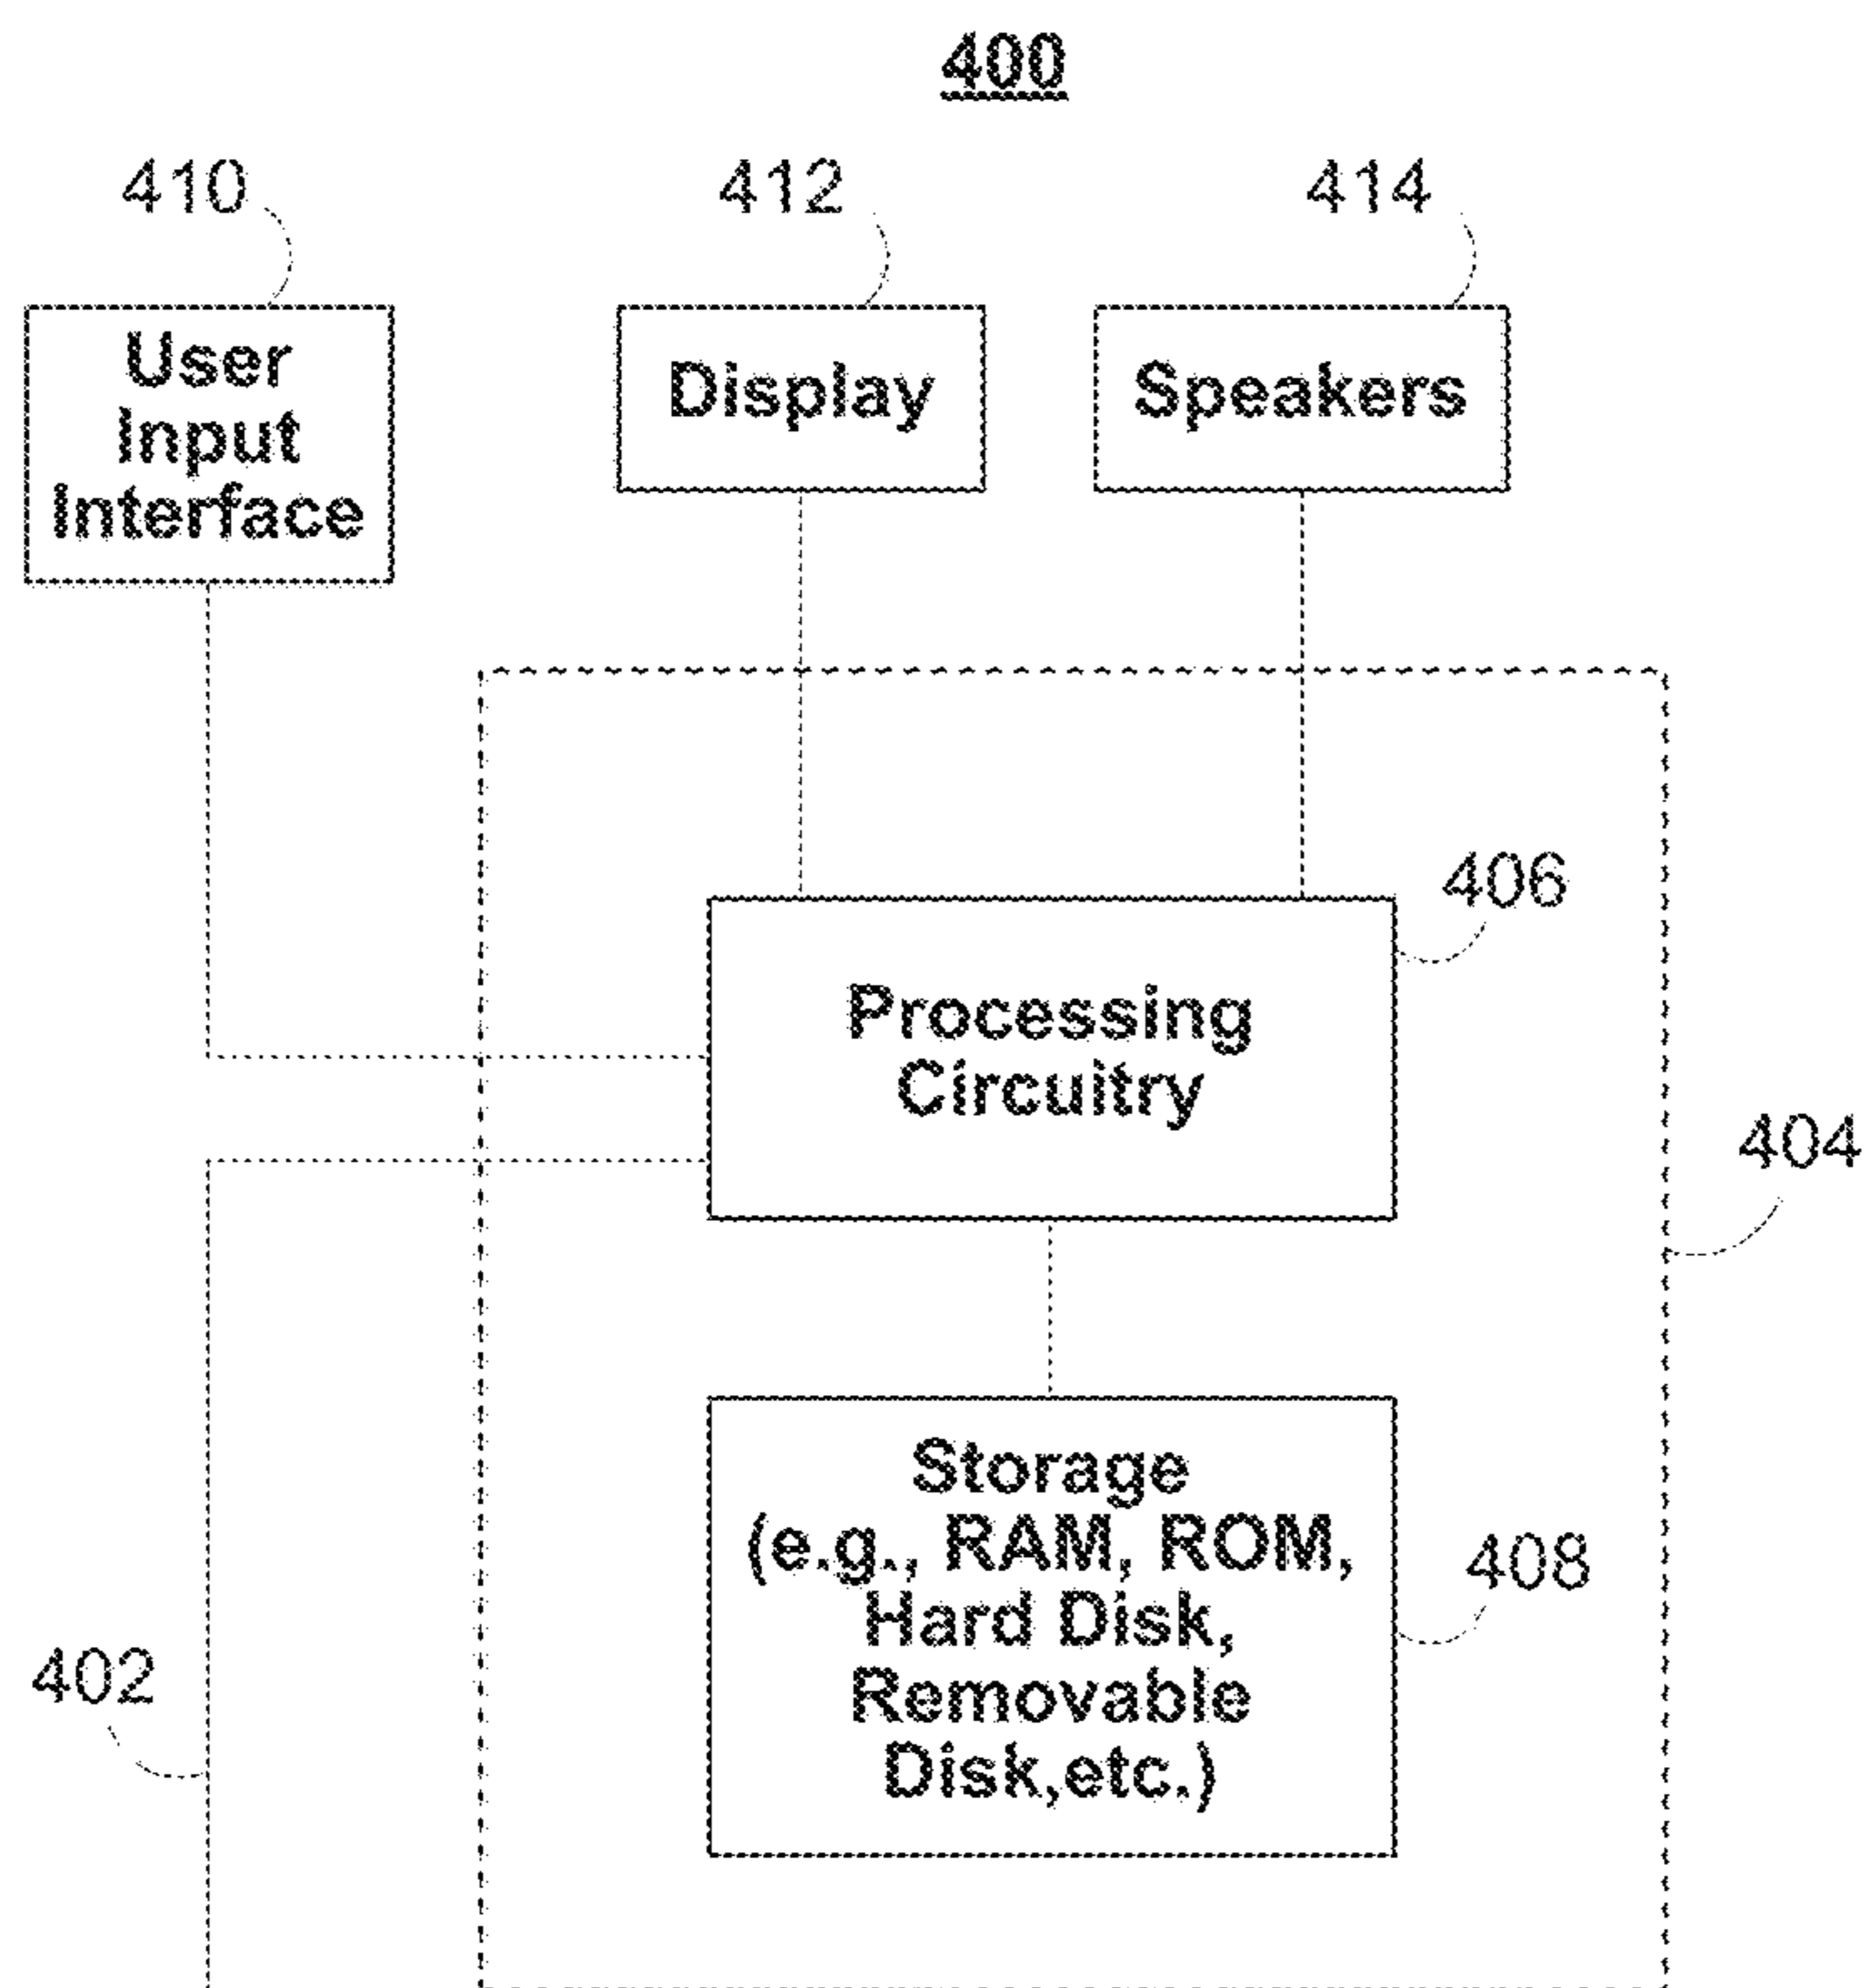 400
410
412
414
User
Input
Interface
Display
Speakers
406
Processing
Circuitry
404
Storage
(e.g., RAM, ROM,
Hard Disk,
Removable
Disk,etc.)
408
402